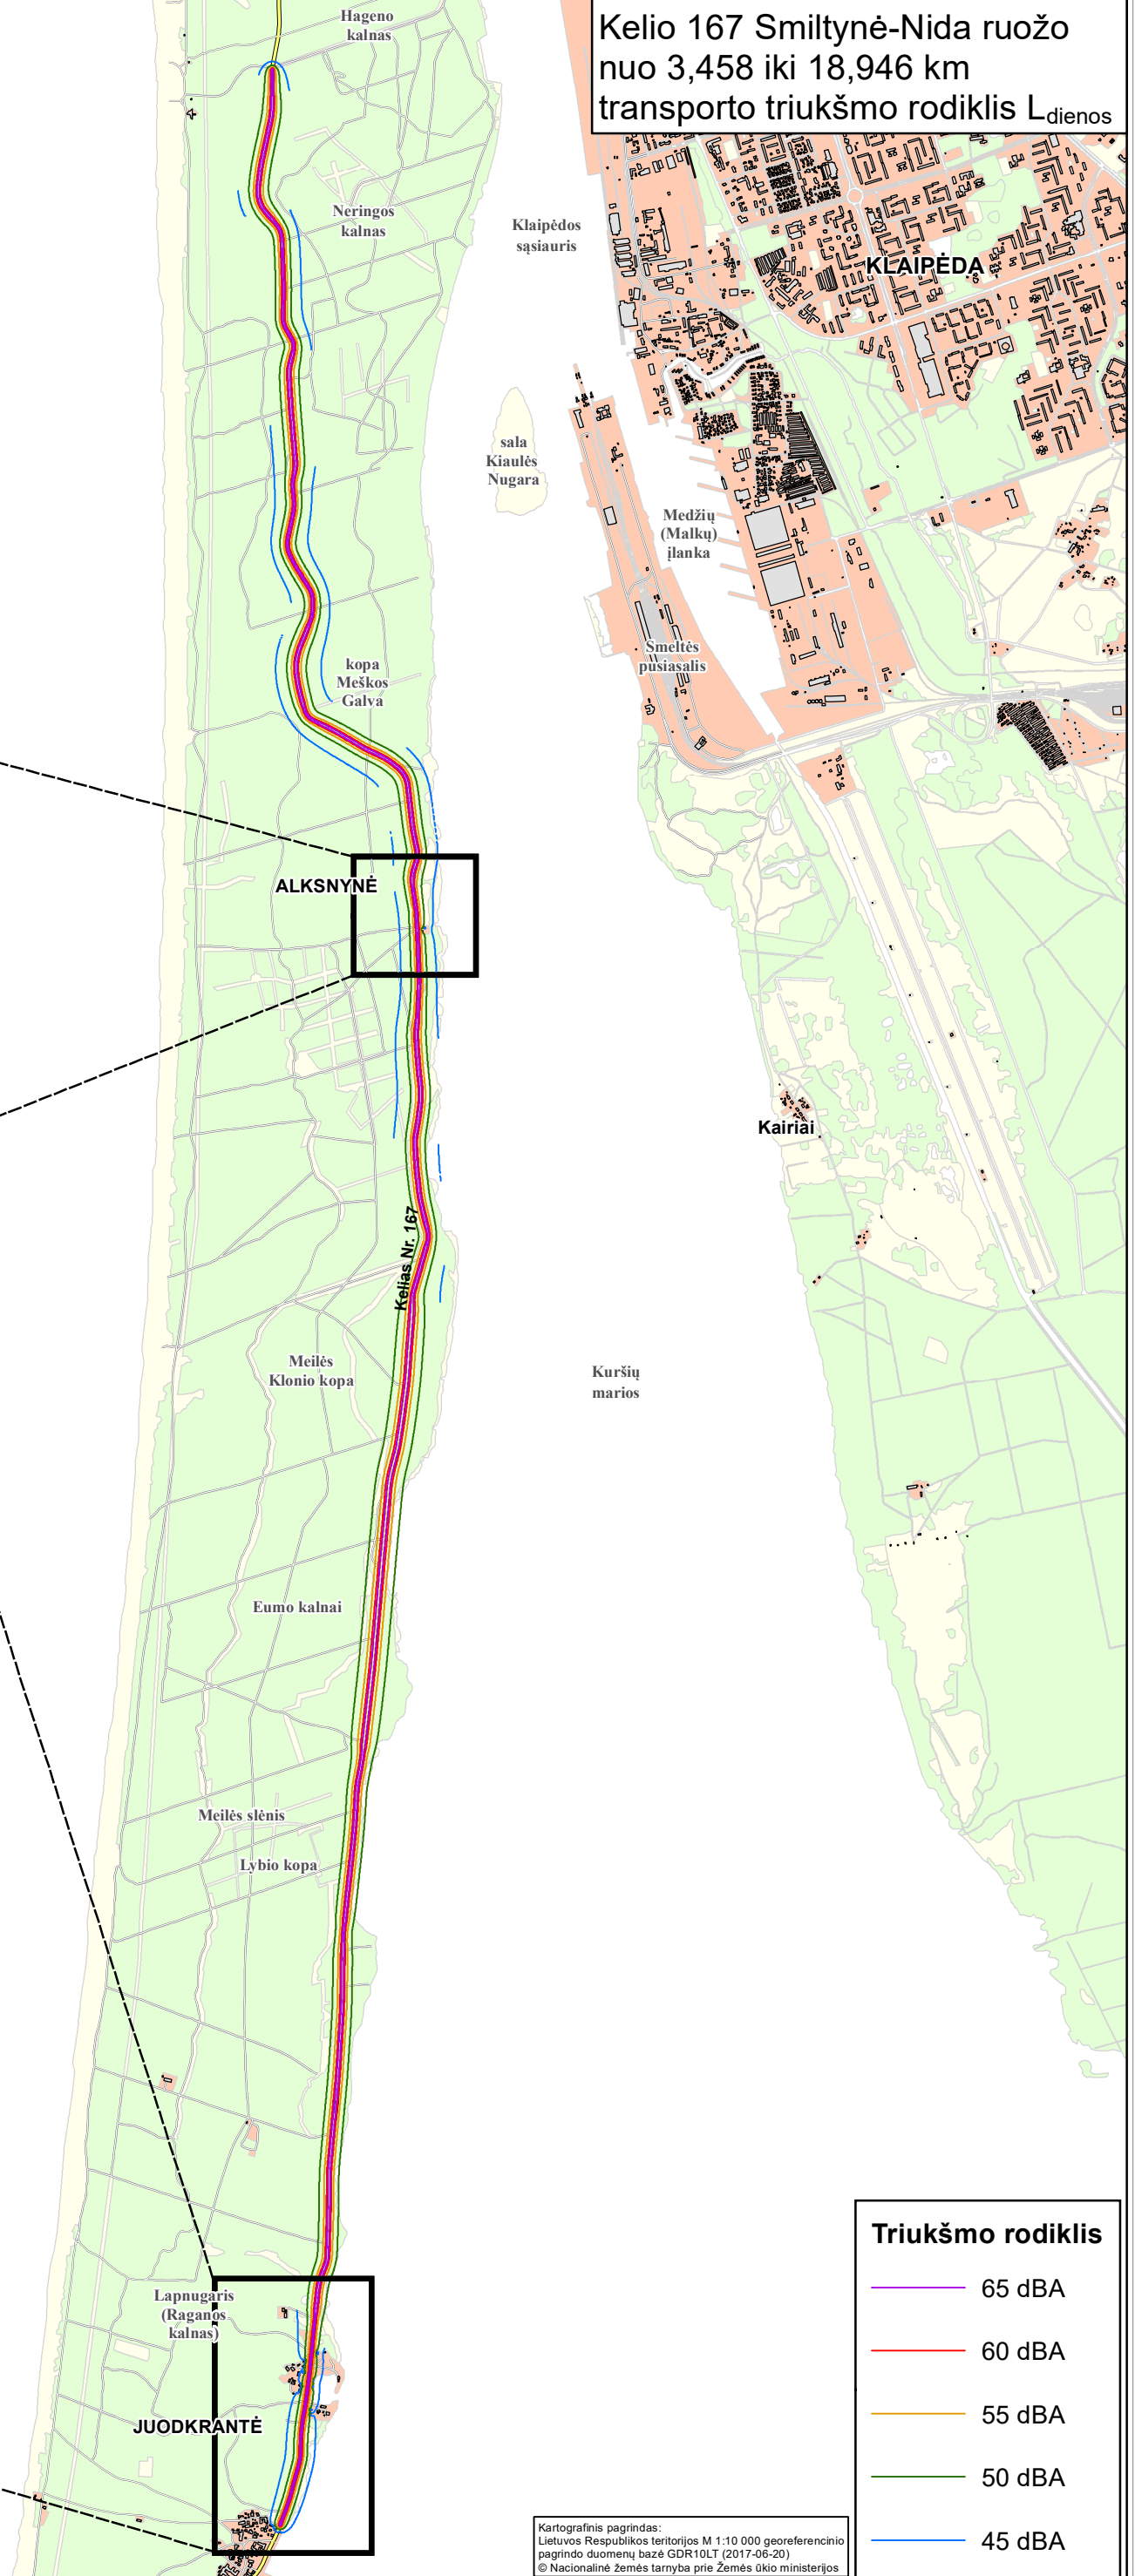 Kelio 167 Smiltynė-Nida ruožo
nuo 3,458 iki 18,946 km
transporto triukšmo rodiklis Ldienos
Hageno
kalnas
Neringos
kalnas
Klaipėdos
sąsiauris
KLAIPĖDA
sala
Kiaulės
Nugara
Medžių
(Malkų)
įlanka
Smeltės
pusiasalis
kopa
Meškos
Galva
ALKSNYNĖ
Kairiai
Kelias Nr. 167
Meilės
Klonio kopa
Kuršių
marios
Eumo kalnai
Meilės slėnis
Lybio kopa
Lapnugaris
(Raganos
kalnas)
JUODKRANTĖ
Triukšmo rodiklis
65 dBA
60 dBA
55 dBA
50 dBA
45 dBA
Kartografinis pagrindas:
Lietuvos Respublikos teritorijos M 1:10 000 georeferencinio
pagrindo duomenų bazė GDR10LT (2017-06-20)
© Nacionalinė žemės tarnyba prie Žemės ūkio ministerijos